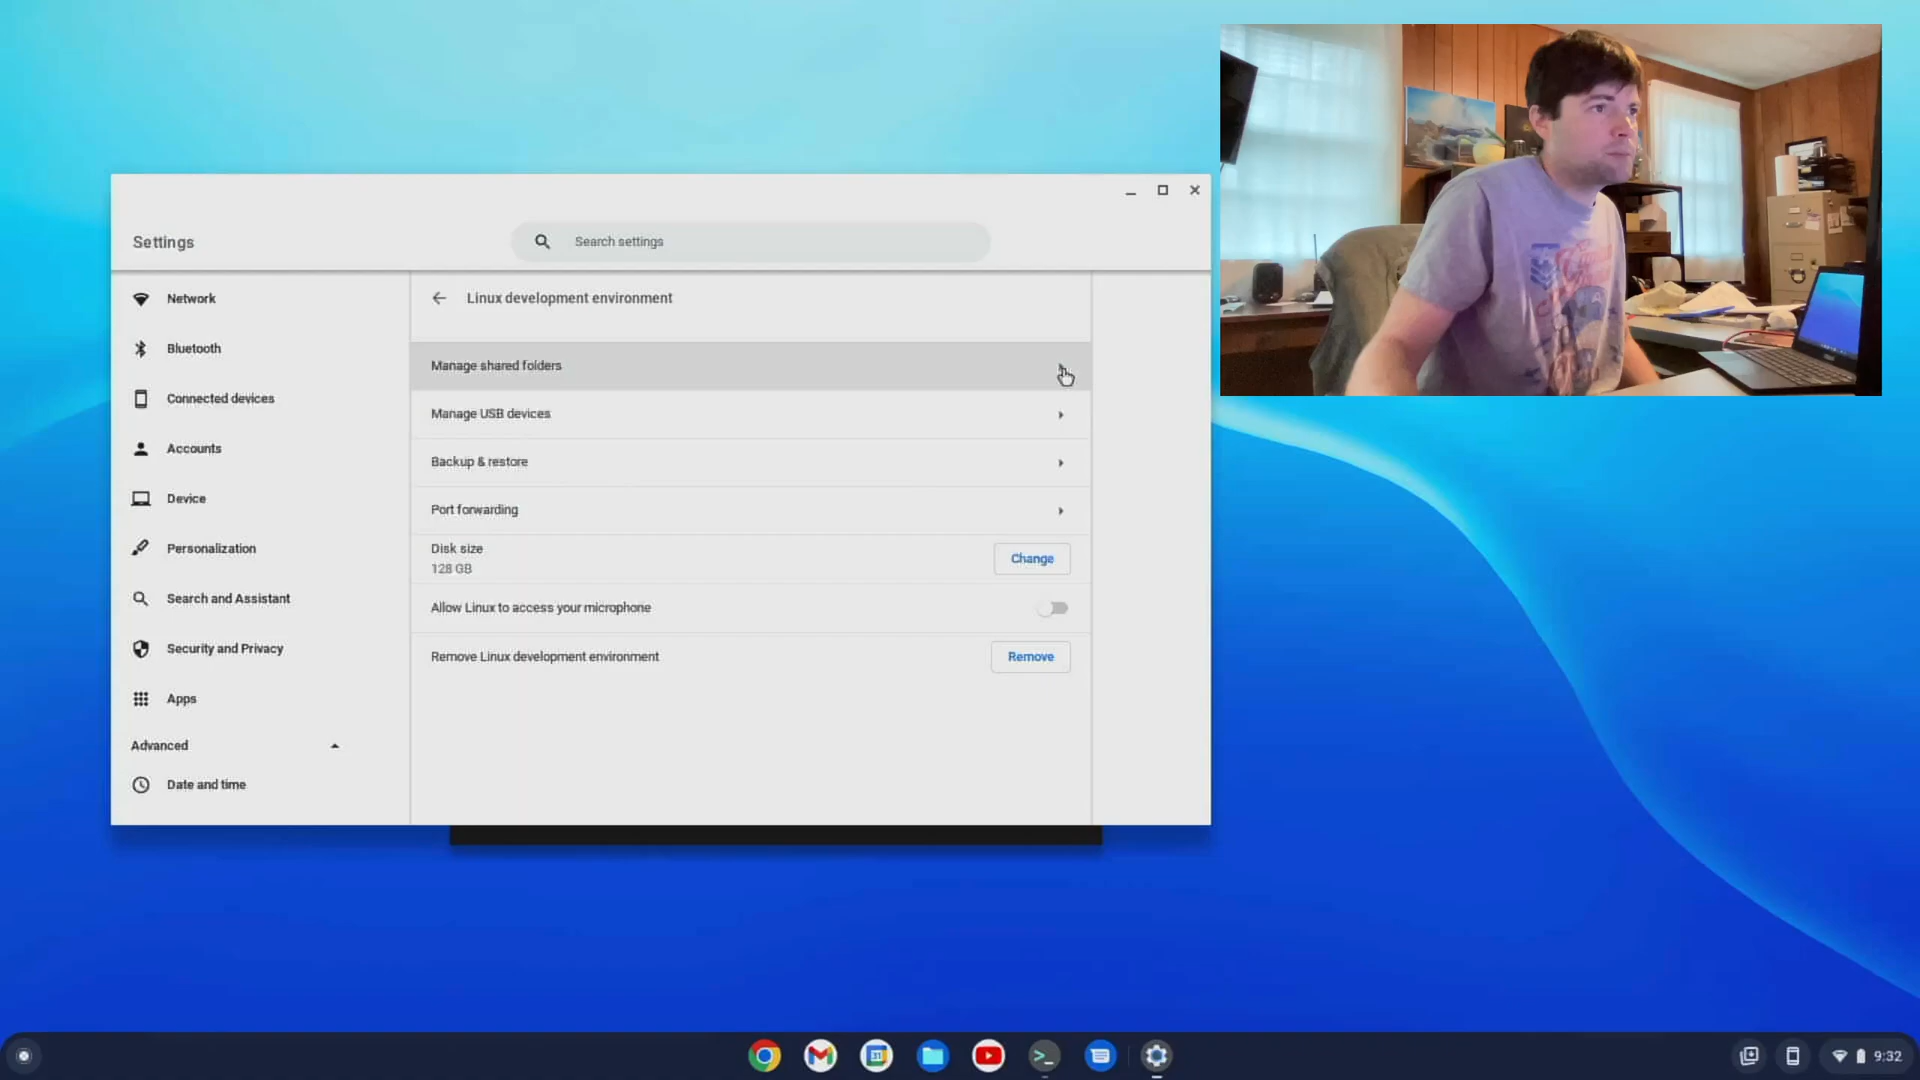 Settings
Search settings
Network
Bluetooth
Connected devices
Accounts
Device
Personalization
Search and Assistant
Security and Privacy
Apps
Advanced
Date and time
Linux development environment
Manage shared folders
Manage USB devices
Backup & restore
Port forwarding
Disk size
128 GB
Change
Allow Linux to access your microphone
Remove Linux development environment
Remove
31
9:32